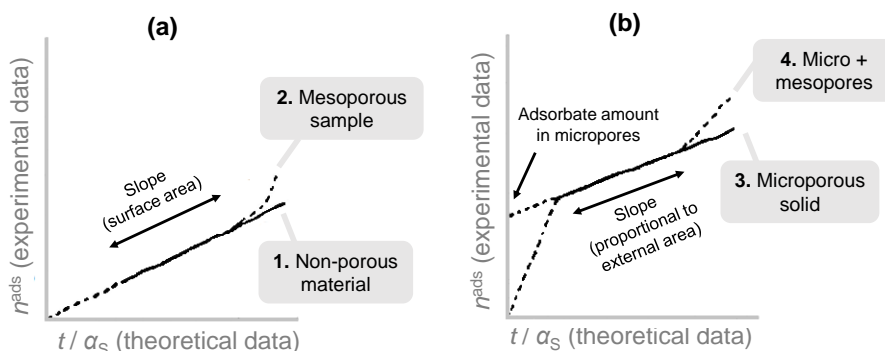 (a)
2. Mesoporous
sample
Slope
(surface area)
1. Non-porous
material
nᵃᵈˢ (experimental data)
t / αS (theoretical data)
(b)
4. Micro +
mesopores
Adsorbate amount
in micropores
3. Microporous
solid
Slope
(proportional to
external area)
nᵃᵈˢ (experimental data)
t / αS (theoretical data)